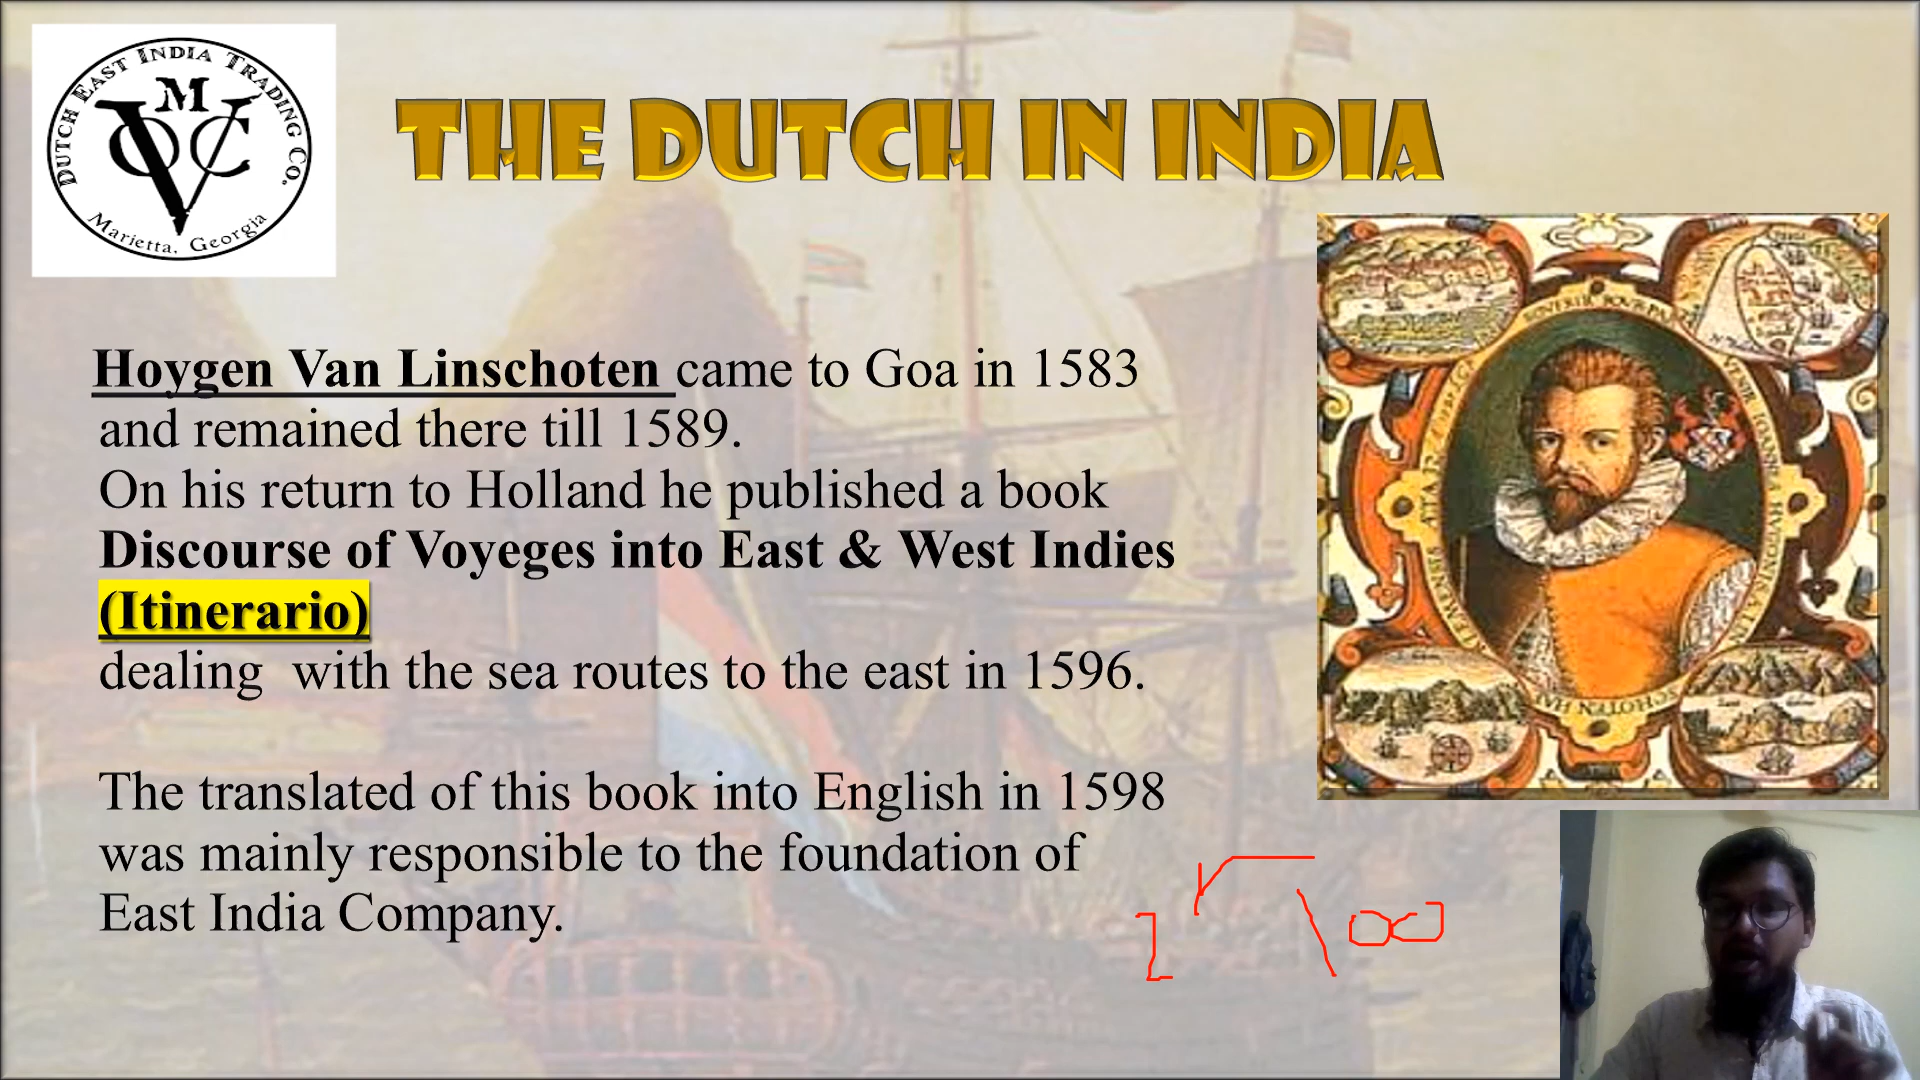 DUTCH EAST INDIA TRADING CO.
M
VOC
Marietta, Georgia
THE DUTCH IN INDIA
Hoygen Van Linschoten came to Goa in 1583
and remained there till 1589.
On his return to Holland he published a book
Discourse of Voyeges into East & West Indies
(Itinerario)
dealing with the sea routes to the east in 1596.
The translated of this book into English in 1598
was mainly responsible to the foundation of
East India Company.